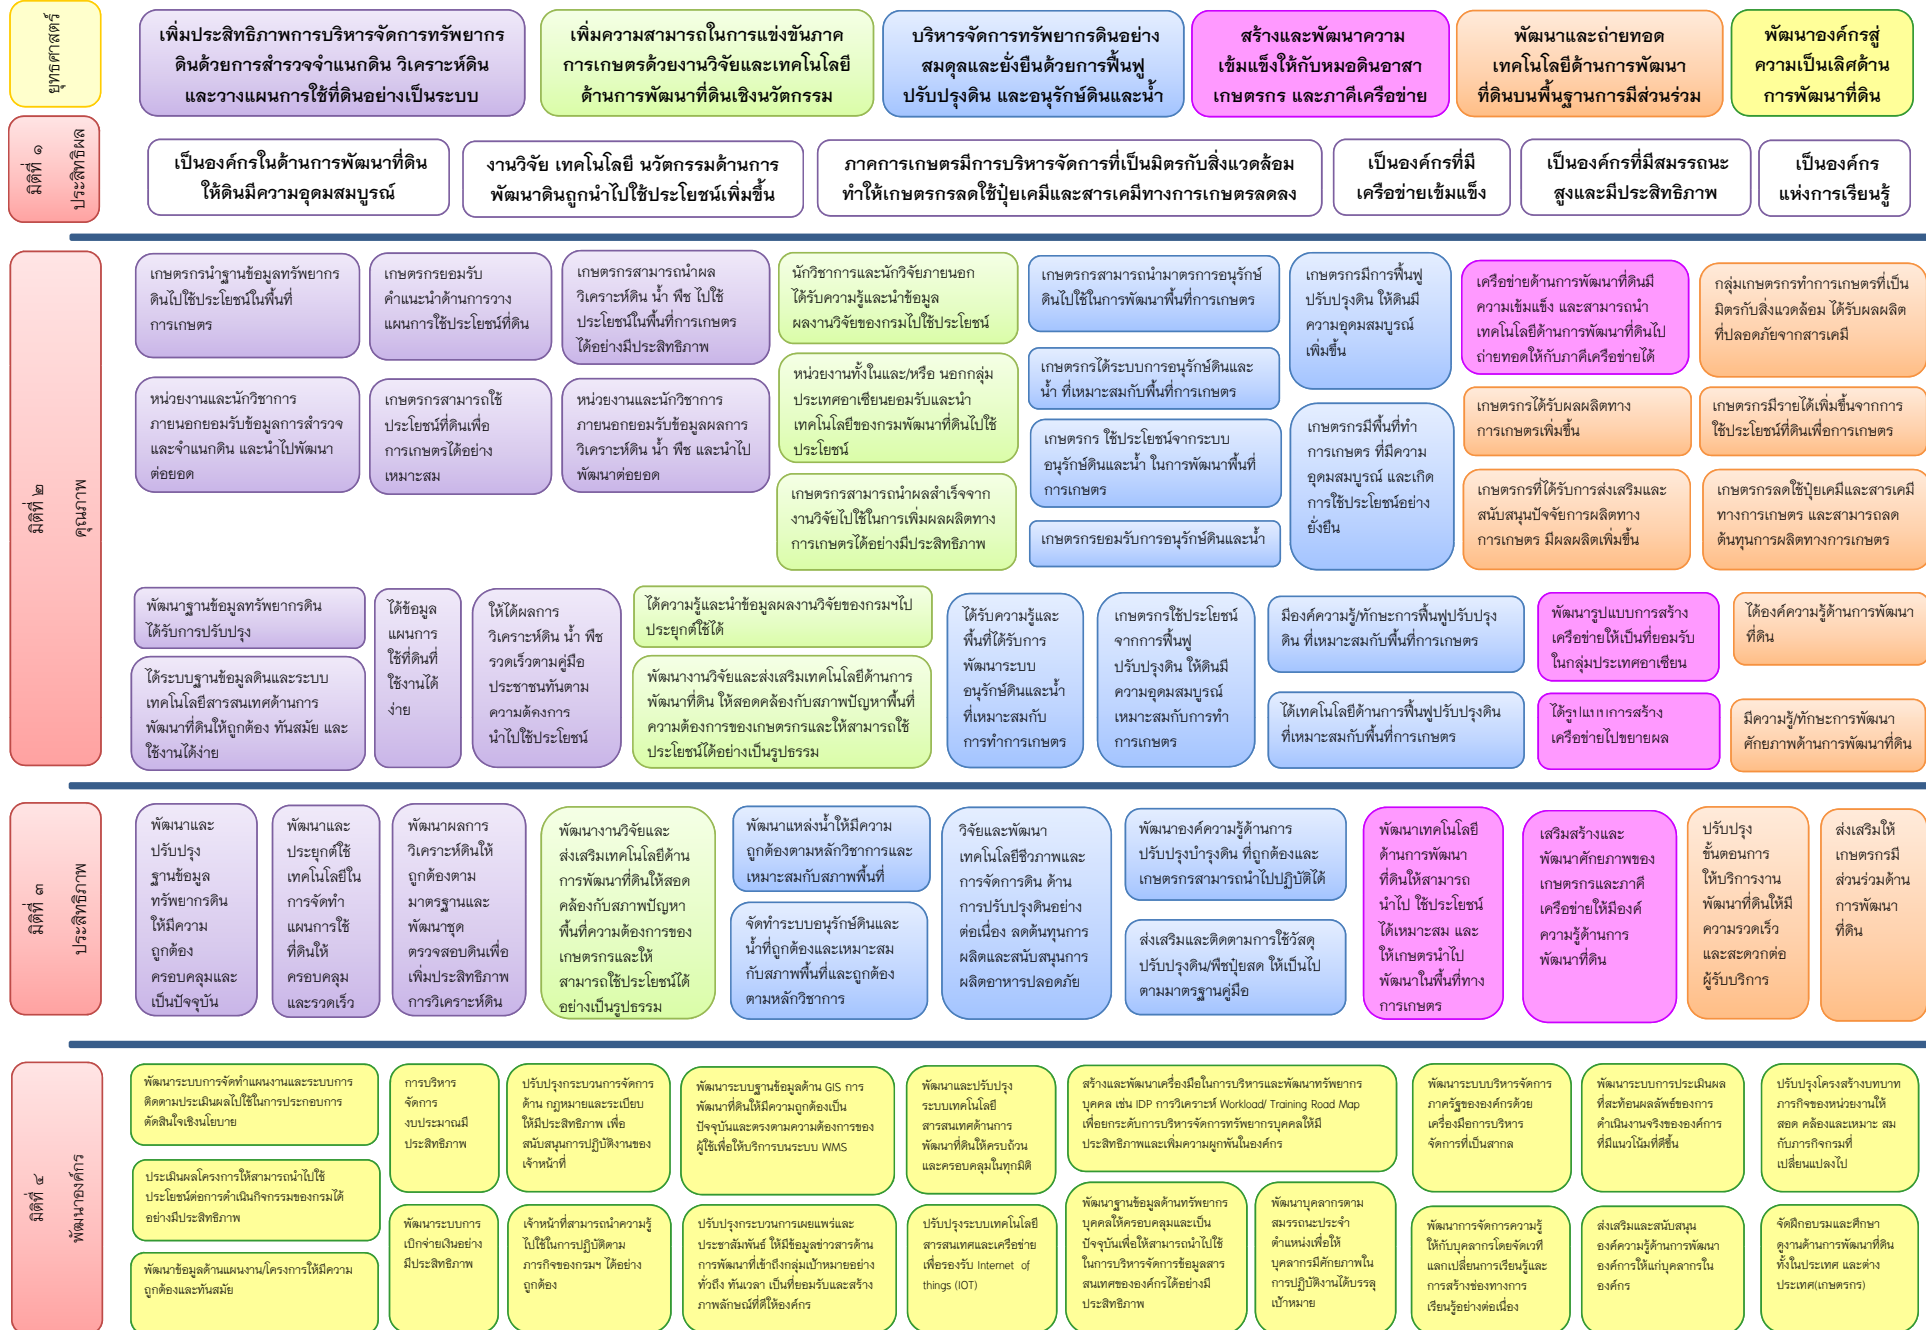 ยุทธศาสตร์
เพิ่มประสิทธิภาพการบริหารจัดการทรัพยากร
ดินด้วยการสำรวจจำแนกดิน วิเคราะห์ดิน
และวางแผนการใช้ที่ดินอย่างเป็นระบบ
เพิ่มความสามารถในการแข่งขันภาค
การเกษตรด้วยงานวิจัยและเทคโนโลยี
ด้านการพัฒนาที่ดินเชิงนวัตกรรม
บริหารจัดการทรัพยากรดินอย่าง
สมดุลและยั่งยืนด้วยการฟื้นฟู
ปรับปรุงดิน และอนุรักษ์ดินและน้ำ
สร้างและพัฒนาความ
เข้มแข็งให้กับหมอดินอาสา
เกษตรกร และภาคีเครือข่าย
พัฒนาและถ่ายทอด
เทคโนโลยีด้านการพัฒนา
ที่ดินบนพื้นฐานการมีส่วนร่วม
พัฒนาองค์กรสู่
ความเป็นเลิศด้าน
การพัฒนาที่ดิน
มิติที่ ๑
ประสิทธิผล
เป็นองค์กรในด้านการพัฒนาที่ดิน
ให้ดินมีความอุดมสมบูรณ์
งานวิจัย เทคโนโลยี นวัตกรรมด้านการ
พัฒนาดินถูกนำไปใช้ประโยชน์เพิ่มขึ้น
ภาคการเกษตรมีการบริหารจัดการที่เป็นมิตรกับสิ่งแวดล้อม
ทำให้เกษตรกรลดใช้ปุ๋ยเคมีและสารเคมีทางการเกษตรลดลง
เป็นองค์กรที่มี
เครือข่ายเข้มแข็ง
เป็นองค์กรที่มีสมรรถนะ
สูงและมีประสิทธิภาพ
เป็นองค์กร
แห่งการเรียนรู้
มิติที่ ๒
คุณภาพ
เกษตรกรนำฐานข้อมูลทรัพยากร
ดินไปใช้ประโยชน์ในพื้นที่
การเกษตร
เกษตรกรยอมรับ
คำแนะนำด้านการวาง
แผนการใช้ประโยชน์ที่ดิน
เกษตรกรสามารถนำผล
วิเคราะห์ดิน น้ำ พืช ไปใช้
ประโยชน์ในพื้นที่การเกษตร
ได้อย่างมีประสิทธิภาพ
นักวิชาการและนักวิจัยภายนอก
ได้รับความรู้และนำข้อมูล
ผลงานวิจัยของกรมไปใช้ประโยชน์
เกษตรกรสามารถนำมาตรการอนุรักษ์
ดินไปใช้ในการพัฒนาพื้นที่การเกษตร
เกษตรกรมีการฟื้นฟู
ปรับปรุงดิน ให้ดินมี
ความอุดมสมบูรณ์
เพิ่มขึ้น
เครือข่ายด้านการพัฒนาที่ดินมี
ความเข้มแข็ง และสามารถนำ
เทคโนโลยีด้านการพัฒนาที่ดินไป
ถ่ายทอดให้กับภาคีเครือข่ายได้
กลุ่มเกษตรกรทำการเกษตรที่เป็น
มิตรกับสิ่งแวดล้อม ได้รับผลผลิต
ที่ปลอดภัยจากสารเคมี
หน่วยงานและนักวิชาการ
ภายนอกยอมรับข้อมูลการสำรวจ
และจำแนกดิน และนำไปพัฒนา
ต่อยอด
เกษตรกรสามารถใช้
ประโยชน์ที่ดินเพื่อ
การเกษตรได้อย่าง
เหมาะสม
หน่วยงานและนักวิชาการ
ภายนอกยอมรับข้อมูลผลการ
วิเคราะห์ดิน น้ำ พืช และนำไป
พัฒนาต่อยอด
หน่วยงานทั้งในและ/หรือ นอกกลุ่ม
ประเทศอาเซียนยอมรับและนำ
เทคโนโลยีของกรมพัฒนาที่ดินไปใช้
ประโยชน์
เกษตรกรสามารถนำผลสำเร็จจาก
งานวิจัยไปใช้ในการเพิ่มผลผลิตทาง
การเกษตรได้อย่างมีประสิทธิภาพ
เกษตรกรได้ระบบการอนุรักษ์ดินและ
น้ำ ที่เหมาะสมกับพื้นที่การเกษตร
เกษตรกร ใช้ประโยชน์จากระบบ
อนุรักษ์ดินและน้ำ ในการพัฒนาพื้นที่
การเกษตร
เกษตรกรยอมรับการอนุรักษ์ดินและน้ำ
เกษตรกรมีพื้นที่ทำ
การเกษตร ที่มีความ
อุดมสมบูรณ์ และเกิด
การใช้ประโยชน์อย่าง
ยั่งยืน
เกษตรกรได้รับผลผลิตทาง
การเกษตรเพิ่มขึ้น
เกษตรกรมีรายได้เพิ่มขึ้นจากการ
ใช้ประโยชน์ที่ดินเพื่อการเกษตร
เกษตรกรที่ได้รับการส่งเสริมและ
สนับสนุนปัจจัยการผลิตทาง
การเกษตร มีผลผลิตเพิ่มขึ้น
เกษตรกรลดใช้ปุ๋ยเคมีและสารเคมี
ทางการเกษตร และสามารถลด
ต้นทุนการผลิตทางการเกษตร
พัฒนาฐานข้อมูลทรัพยากรดิน
ได้รับการปรับปรุง
ได้ระบบฐานข้อมูลดินและระบบ
เทคโนโลยีสารสนเทศด้านการ
พัฒนาที่ดินให้ถูกต้อง ทันสมัย และ
ใช้งานได้ง่าย
ได้ข้อมูล
แผนการ
ใช้ที่ดินที่
ใช้งานได้
ง่าย
ให้ได้ผลการ
วิเคราะห์ดิน น้ำ พืช
รวดเร็วตามคู่มือ
ประชาชนทันตาม
ความต้องการ
นำไปใช้ประโยชน์
ได้ความรู้และนำข้อมูลผลงานวิจัยของกรมฯไป
ประยุกต์ใช้ได้
พัฒนางานวิจัยและส่งเสริมเทคโนโลยีด้านการ
พัฒนาที่ดิน ให้สอดคล้องกับสภาพปัญหาพื้นที่
ความต้องการของเกษตรกรและให้สามารถใช้
ประโยชน์ได้อย่างเป็นรูปธรรม
ได้รับความรู้และ
พื้นที่ได้รับการ
พัฒนาระบบ
อนุรักษ์ดินและน้ำ
ที่เหมาะสมกับ
การทำการเกษตร
เกษตรกรใช้ประโยชน์
จากการฟื้นฟู
ปรับปรุงดิน ให้ดินมี
ความอุดมสมบูรณ์
เหมาะสมกับการทำ
การเกษตร
มีองค์ความรู้/ทักษะการฟื้นฟูปรับปรุง
ดิน ที่เหมาะสมกับพื้นที่การเกษตร
ได้เทคโนโลยีด้านการฟื้นฟูปรับปรุงดิน
ที่เหมาะสมกับพื้นที่การเกษตร
พัฒนารูปแบบการสร้าง
เครือข่ายให้เป็นที่ยอมรับ
ในกลุ่มประเทศอาเซียน
ได้รูปแบบการสร้าง
เครือข่ายไปขยายผล
ได้องค์ความรู้ด้านการพัฒนา
ที่ดิน
มีความรู้/ทักษะการพัฒนา
ศักยภาพด้านการพัฒนาที่ดิน
มิติที่ ๓
ประสิทธิภาพ
พัฒนาและ
ปรับปรุง
ฐานข้อมูล
ทรัพยากรดิน
ให้มีความ
ถูกต้อง
ครอบคลุมและ
เป็นปัจจุบัน
พัฒนาและ
ประยุกต์ใช้
เทคโนโลยีใน
การจัดทำ
แผนการใช้
ที่ดินให้
ครอบคลุม
และรวดเร็ว
พัฒนาผลการ
วิเคราะห์ดินให้
ถูกต้องตาม
มาตรฐานและ
พัฒนาชุด
ตรวจสอบดินเพื่อ
เพิ่มประสิทธิภาพ
การวิเคราะห์ดิน
พัฒนางานวิจัยและ
ส่งเสริมเทคโนโลยีด้าน
การพัฒนาที่ดินให้สอด
คล้องกับสภาพปัญหา
พื้นที่ความต้องการของ
เกษตรกรและให้
สามารถใช้ประโยชน์ได้
อย่างเป็นรูปธรรม
พัฒนาแหล่งน้ำให้มีความ
ถูกต้องตามหลักวิชาการและ
เหมาะสมกับสภาพพื้นที่
จัดทำระบบอนุรักษ์ดินและ
น้ำที่ถูกต้องและเหมาะสม
กับสภาพพื้นที่และถูกต้อง
ตามหลักวิชาการ
วิจัยและพัฒนา
เทคโนโลยีชีวภาพและ
การจัดการดิน ด้าน
การปรับปรุงดินอย่าง
ต่อเนื่อง ลดต้นทุนการ
ผลิตและสนับสนุนการ
ผลิตอาหารปลอดภัย
พัฒนาองค์ความรู้ด้านการ
ปรับปรุงบำรุงดิน ที่ถูกต้องและ
เกษตรกรสามารถนำไปปฏิบัติได้
ส่งเสริมและติดตามการใช้วัสดุ
ปรับปรุงดิน/พืชปุ๋ยสด ให้เป็นไป
ตามมาตรฐานคู่มือ
พัฒนาเทคโนโลยี
ด้านการพัฒนา
ที่ดินให้สามารถ
นำไป ใช้ประโยชน์
ได้เหมาะสม และ
ให้เกษตรนำไป
พัฒนาในพื้นที่ทาง
การเกษตร
เสริมสร้างและ
พัฒนาศักยภาพของ
เกษตรกรและภาคี
เครือข่ายให้มีองค์
ความรู้ด้านการ
พัฒนาที่ดิน
ปรับปรุง
ขั้นตอนการ
ให้บริการงาน
พัฒนาที่ดินให้มี
ความรวดเร็ว
และสะดวกต่อ
ผู้รับบริการ
ส่งเสริมให้
เกษตรกรมี
ส่วนร่วมด้าน
การพัฒนา
ที่ดิน
มิติที่ ๔
พัฒนาองค์กร
พัฒนาระบบการจัดทำแผนงานและระบบการ
ติดตามประเมินผลไปใช้ในการประกอบการ
ตัดสินใจเชิงนโยบาย
ประเมินผลโครงการให้สามารถนำไปใช้
ประโยชน์ต่อการดำเนินกิจกรรมของกรมได้
อย่างมีประสิทธิภาพ
พัฒนาข้อมูลด้านแผนงาน/โครงการให้มีความ
ถูกต้องและทันสมัย
การบริหาร
จัดการ
งบประมาณมี
ประสิทธิภาพ
พัฒนาระบบการ
เบิกจ่ายเงินอย่าง
มีประสิทธิภาพ
ปรับปรุงกระบวนการจัดการ
ด้าน กฎหมายและระเบียบ
ให้มีประสิทธิภาพ เพื่อ
สนับสนุนการปฏิบัติงานของ
เจ้าหน้าที่
เจ้าหน้าที่สามารถนำความรู้
ไปใช้ในการปฏิบัติตาม
ภารกิจของกรมฯ ได้อย่าง
ถูกต้อง
พัฒนาระบบฐานข้อมูลด้าน GIS การ
พัฒนาที่ดินให้มีความถูกต้องเป็น
ปัจจุบันและตรงตามความต้องการของ
ผู้ใช้เพื่อให้บริการบนระบบ WMS
ปรับปรุงกระบวนการเผยแพร่และ
ประชาสัมพันธ์ ให้มีข้อมูลข่าวสารด้าน
การพัฒนาที่เข้าถึงกลุ่มเป้าหมายอย่าง
ทั่วถึง ทันเวลา เป็นที่ยอมรับและสร้าง
ภาพลักษณ์ที่ดีให้องค์กร
พัฒนาและปรับปรุง
ระบบเทคโนโลยี
สารสนเทศด้านการ
พัฒนาที่ดินให้ครบถ้วน
และครอบคลุมในทุกมิติ
ปรับปรุงระบบเทคโนโลยี
สารสนเทศและเครือข่าย
เพื่อรองรับ Internet of
things (IOT)
สร้างและพัฒนาเครื่องมือในการบริหารและพัฒนาทรัพยากร
บุคคล เช่น IDP การวิเคราะห์ Workload/ Training Road Map
เพื่อยกระดับการบริหารจัดการทรัพยากรบุคคลให้มี
ประสิทธิภาพและเพิ่มความผูกพันในองค์กร
พัฒนาฐานข้อมูลด้านทรัพยากร
บุคคลให้ครอบคลุมและเป็น
ปัจจุบันเพื่อให้สามารถนำไปใช้
ในการบริหารจัดการข้อมูลสาร
สนเทศขององค์กรได้อย่างมี
ประสิทธิภาพ
พัฒนาบุคลากรตาม
สมรรถนะประจำ
ตำแหน่งเพื่อให้
บุคลากรมีศักยภาพใน
การปฏิบัติงานได้บรรลุ
เป้าหมาย
พัฒนาระบบบริหารจัดการ
ภาครัฐขององค์กรด้วย
เครื่องมือการบริหาร
จัดการที่เป็นสากล
พัฒนาการจัดการความรู้
ให้กับบุคลากรโดยจัดเวที
แลกเปลี่ยนการเรียนรู้และ
การสร้างช่องทางการ
เรียนรู้อย่างต่อเนื่อง
พัฒนาระบบการประเมินผล
ที่สะท้อนผลลัพธ์ของการ
ดำเนินงานจริงขององค์การ
ที่มีแนวโน้มที่ดีขึ้น
ส่งเสริมและสนับสนุน
องค์ความรู้ด้านการพัฒนา
องค์การให้แก่บุคลากรใน
องค์กร
ปรับปรุงโครงสร้างบทบาท
ภารกิจของหน่วยงานให้
สอด คล้องและเหมาะ สม
กับภารกิจกรมที่
เปลี่ยนแปลงไป
จัดฝึกอบรมและศึกษา
ดูงานด้านการพัฒนาที่ดิน
ทั้งในประเทศ และต่าง
ประเทศ(เกษตรกร)